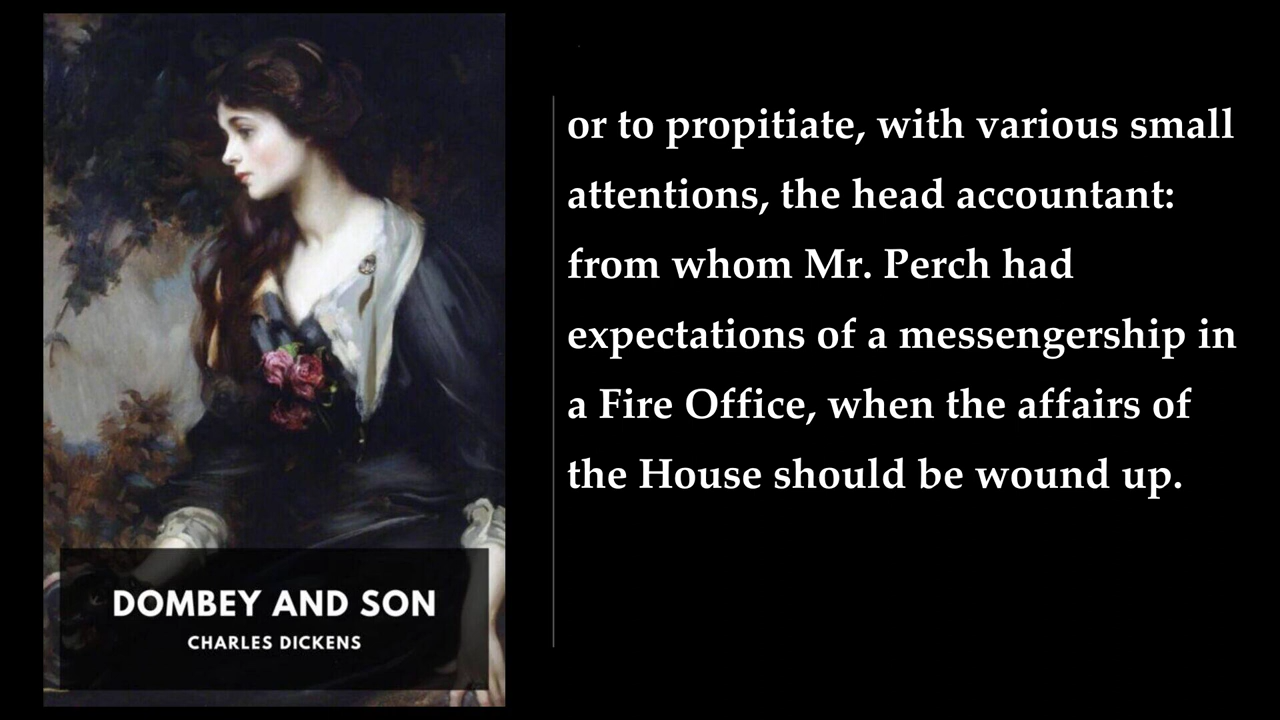 DOMBEY AND SON
CHARLES DICKENS
or to propitiate, with various small
attentions, the head accountant:
from whom Mr. Perch had
expectations of a messengership in
a Fire Office, when the affairs of
the House should be wound up.